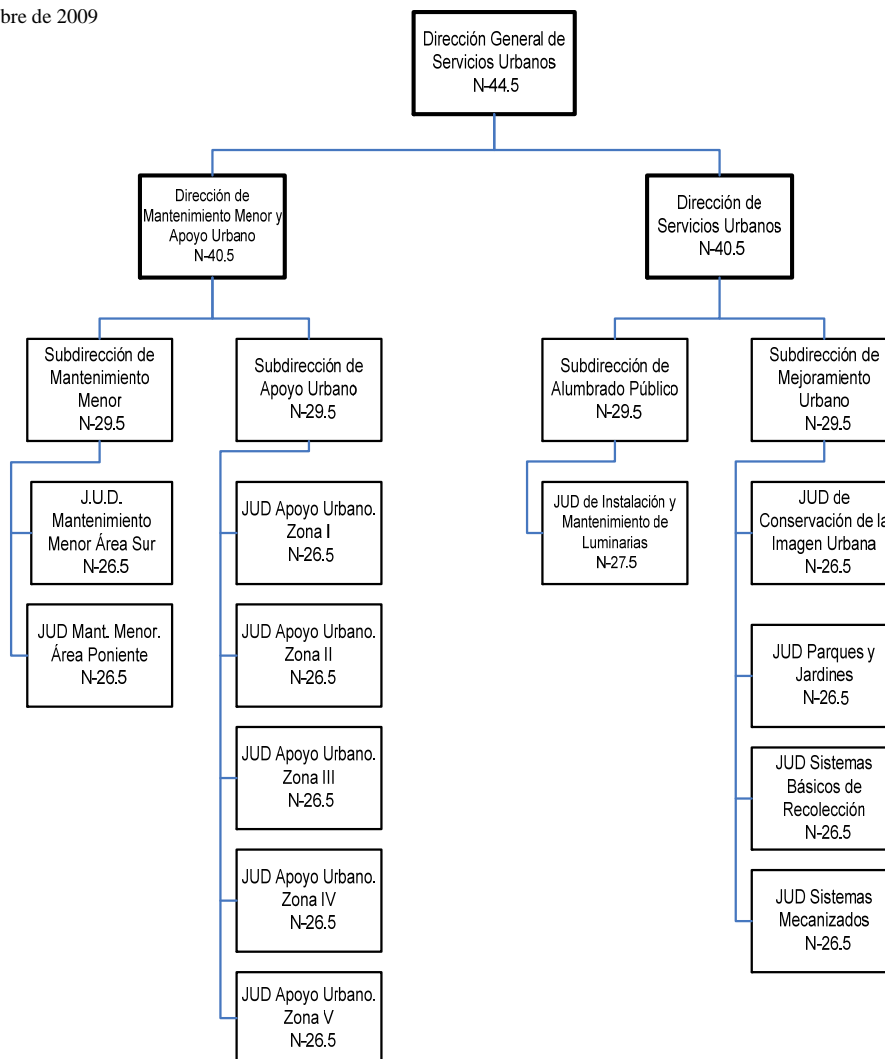 bre de 2009
Dirección General de
Servicios Urbanos
N-44.5
Dirección de
Mantenimiento Menor y
Apoyo Urbano
N-40.5
Dirección de
Servicios Urbanos
N-40.5
Subdirección de
Mantenimiento
Menor
N-29.5
Subdirección de
Apoyo Urbano
N-29.5
Subdirección de
Alumbrado Público
N-29.5
Subdirección de
Mejoramiento
Urbano
N-29.5
J.U.D.
Mantenimiento
Menor Área Sur
N-26.5
JUD Mant. Menor.
Área Poniente
N-26.5
JUD Apoyo Urbano.
Zona I
N-26.5
JUD Apoyo Urbano.
Zona II
N-26.5
JUD Apoyo Urbano.
Zona III
N-26.5
JUD Apoyo Urbano.
Zona IV
N-26.5
JUD Apoyo Urbano.
Zona V
N-26.5
JUD de Instalación y
Mantenimiento de
Luminarias
N-27.5
JUD de
Conservación de la
Imagen Urbana
N-26.5
JUD Parques y
Jardines
N-26.5
JUD Sistemas
Básicos de
Recolección
N-26.5
JUD Sistemas
Mecanizados
N-26.5